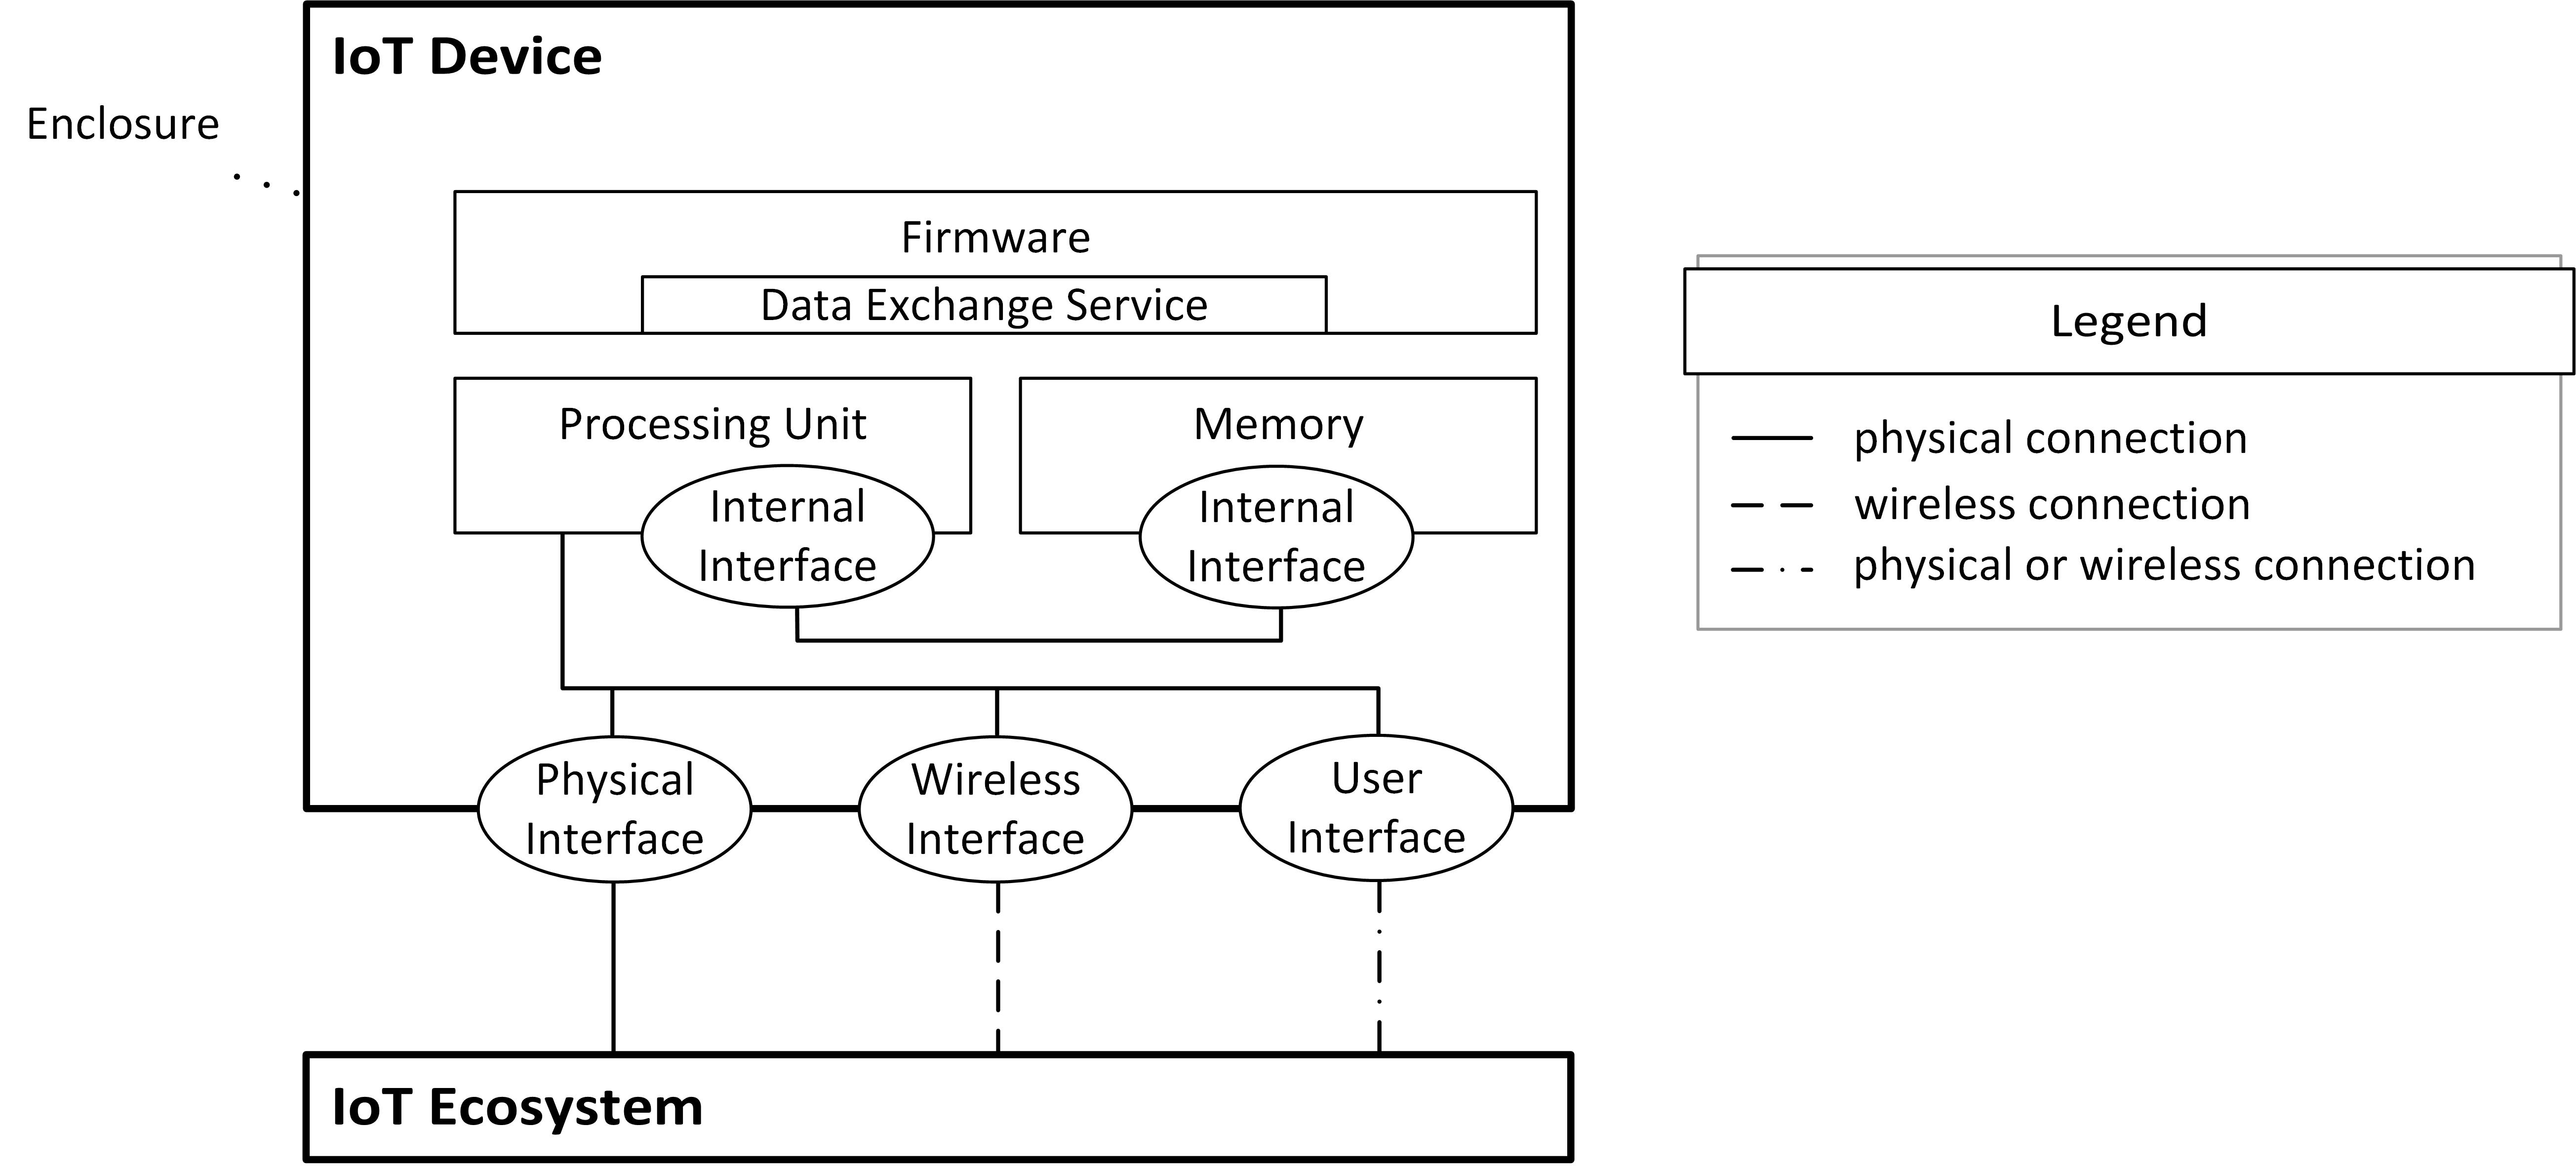 IoT Device
Enclosure
Firmware
Data Exchange Service
Processing Unit
Internal
Interface
Memory
Internal
Interface
Physical
Interface
Wireless
Interface
User
Interface
IoT Ecosystem
Legend
physical connection
wireless connection
physical or wireless connection